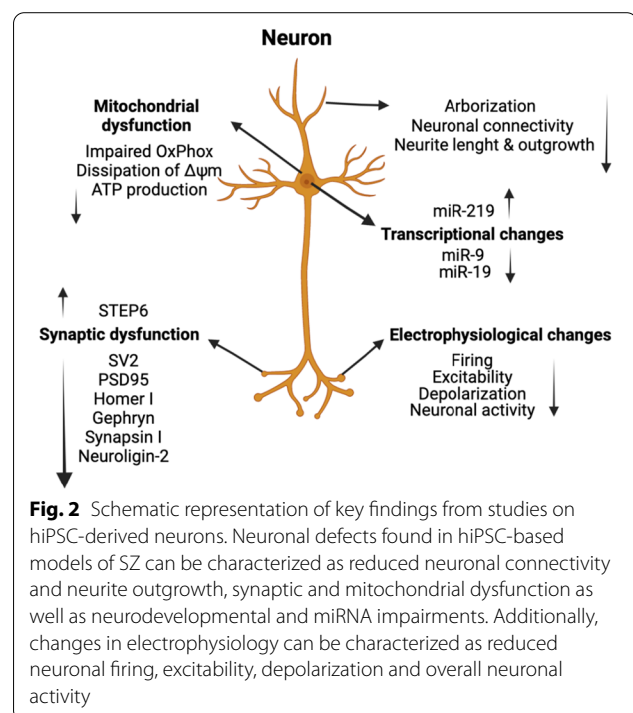 Neuron
Mitochondrial
dysfunction
Impaired OxPhox
Dissipation of Δψm
ATP production
Arborization
Neuronal connectivity
Neurite lenght & outgrowth
miR-219
Transcriptional changes
miR-9
miR-19
STEP6
Synaptic dysfunction
SV2
PSD95
Homer I
Gephryn
Synapsin I
Neuroligin-2
Electrophysiological changes
Firing
Excitability
Depolarization
Neuronal activity
Fig. 2 Schematic representation of key findings from studies on
hiPSC-derived neurons. Neuronal defects found in hiPSC-based
models of SZ can be characterized as reduced neuronal connectivity
and neurite outgrowth, synaptic and mitochondrial dysfunction as
well as neurodevelopmental and miRNA impairments. Additionally,
changes in electrophysiology can be characterized as reduced
neuronal firing, excitability, depolarization and overall neuronal
activity